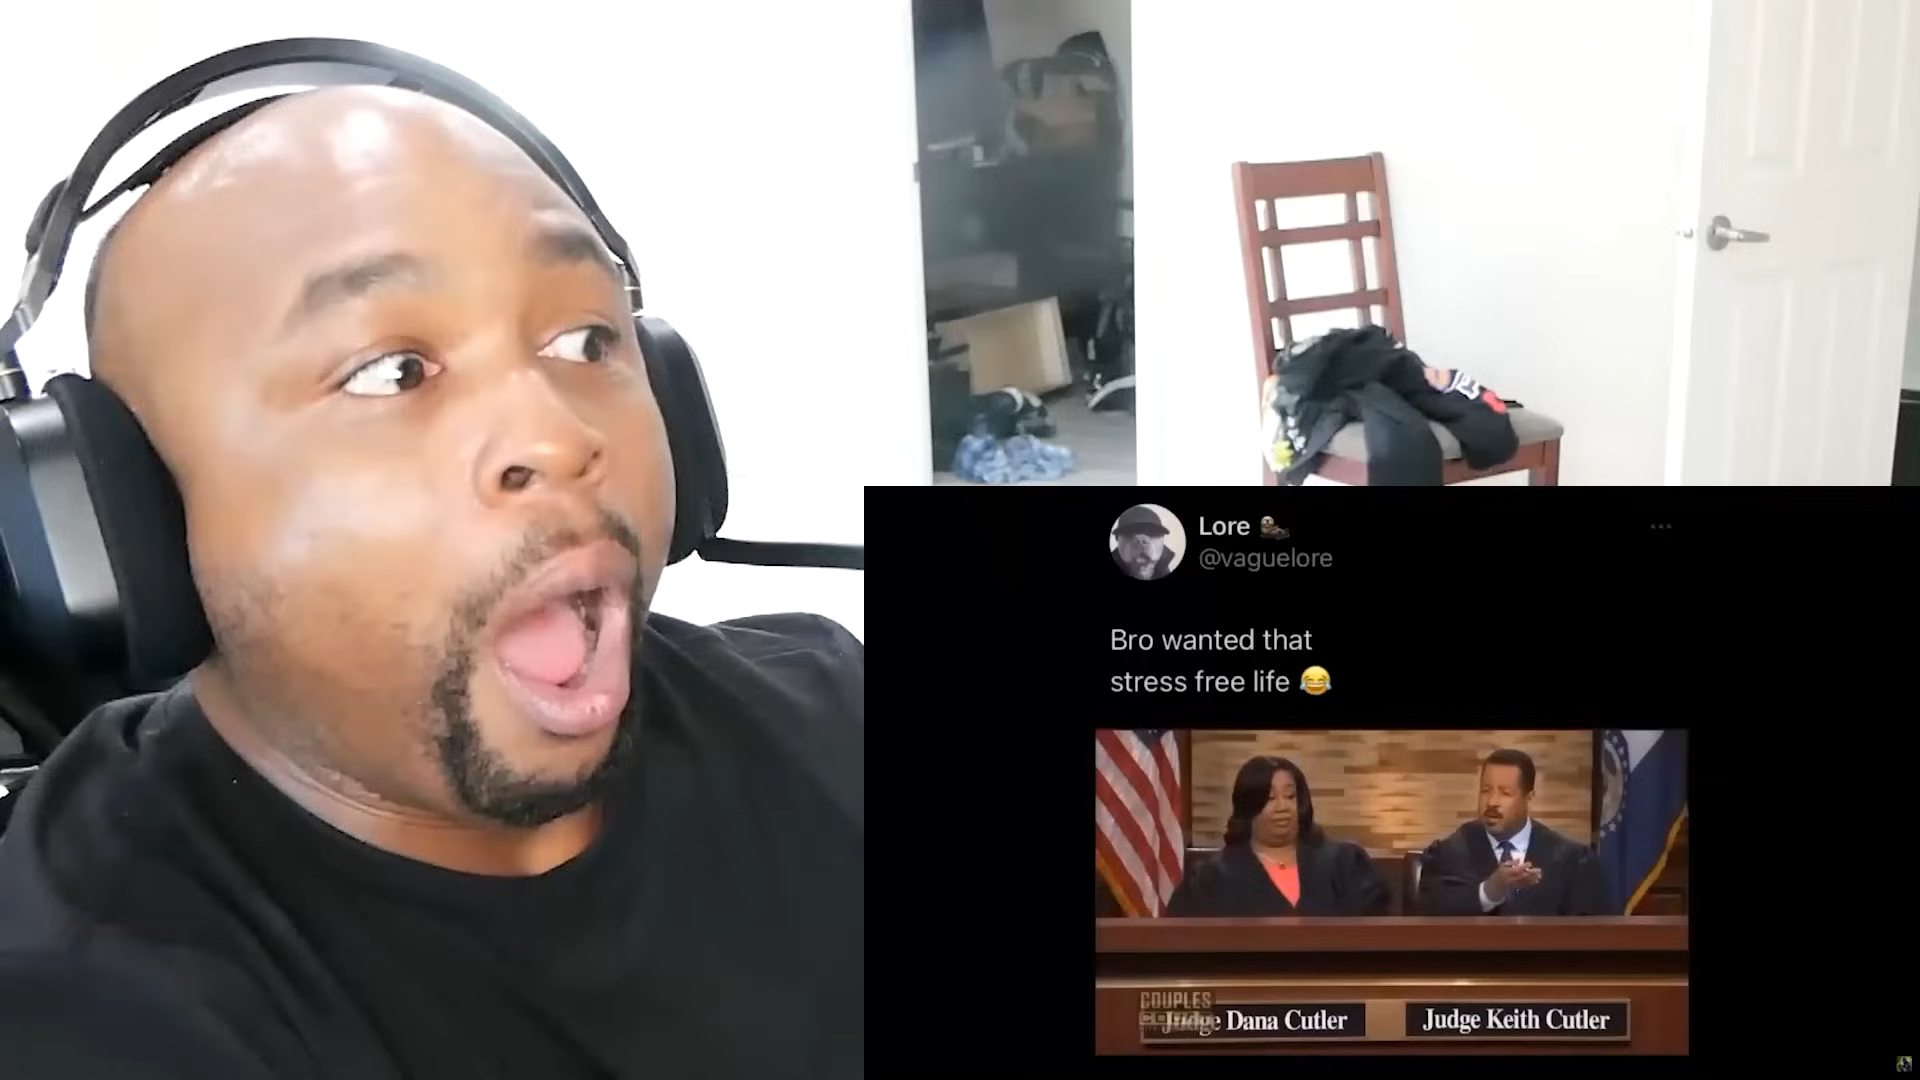 Lore
@vaguelore
Bro wanted that
stress free life 😂
COUPLES
Judge Dana Cutler
Judge Keith Cutler